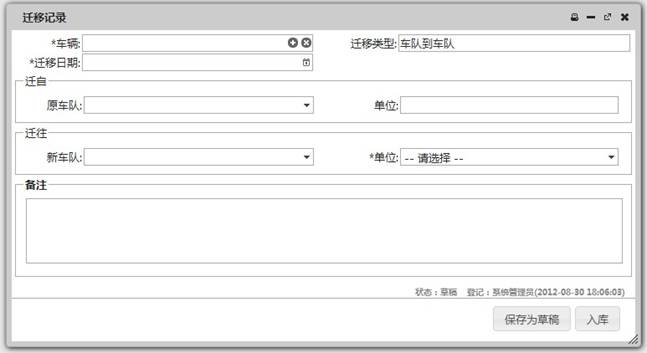 迁移记录
*车辆: 迁移类型: 车队到车队
*迁移日期:
迁自
原车队: 单位:
迁往
新车队: *单位: -- 请选择 --
备注
状态：草稿 登记：系统管理员(2012-08-30 18:06:03)
保存为草稿 入库